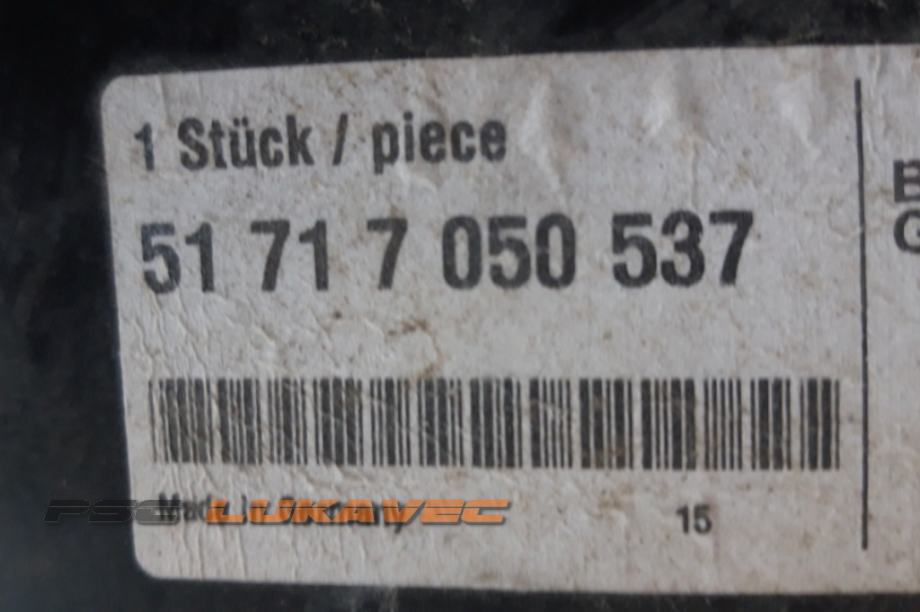 1 Stück / piece
51 71 7 050 537
B
G
PSG LUKAVEC
15